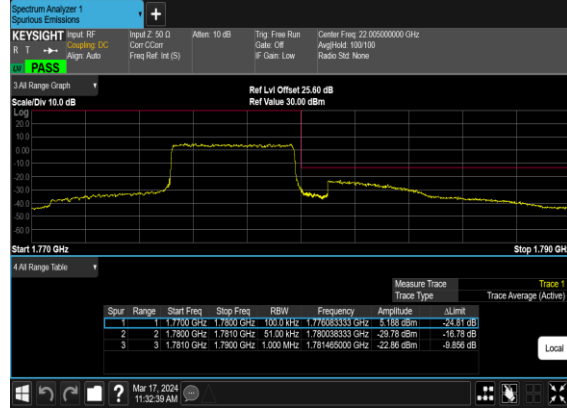 Spectrum Analyzer 1
Spurious Emissions
+
KEYSIGHT Input: RF Input Z: 50 Ω Atten: 10 dB Trig: Free Run Center Freq: 22.005000000 GHz
R T Coupling: DC Corr CCorr Gate: Off Avg|Hold: 100/100
Align: Auto Freq Ref: Int (S) IF Gain: Low Radio Std: None
PASS
3 All Range Graph
Ref Lvl Offset 25.60 dB
Scale/Div 10.0 dB Ref Value 30.00 dBm
Log
20.0
10.0
0.00
-10.0
-20.0
-30.0
-40.0
-50.0
-60.0
Start 1.770 GHz Stop 1.790 GHz
4 All Range Table
Measure Trace Trace 1
Trace Type Trace Average (Active)
Spur Range Start Freq Stop Freq RBW Frequency Amplitude ΔLimit
1 1 1.7700 GHz 1.7800 GHz 100.0 kHz 1.776083333 GHz 5.188 dBm -24.81 dB
2 2 1.7800 GHz 1.7810 GHz 51.00 kHz 1.780038333 GHz -29.78 dBm -16.78 dB
3 3 1.7810 GHz 1.7900 GHz 1.000 MHz 1.781465000 GHz -22.86 dBm -9.856 dB
Local
? Mar 17, 2024
11:32:39 AM